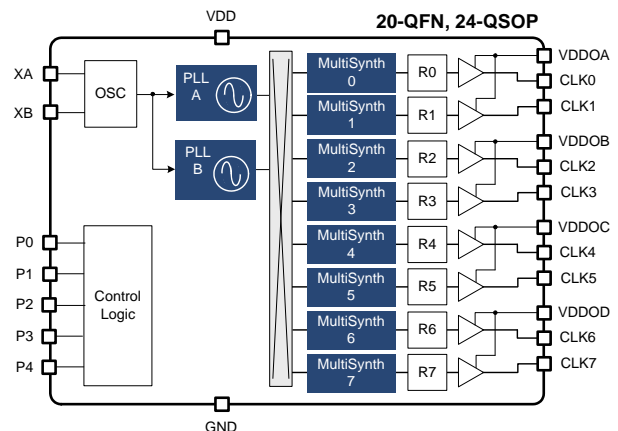 VDD
20-QFN, 24-QSOP
XA
XB
OSC
PLL
A
PLL
B
MultiSynth
0
R0
VDDOA
CLK0
MultiSynth
1
R1
CLK1
MultiSynth
2
R2
VDDOB
CLK2
MultiSynth
3
R3
CLK3
P0
P1
P2
P3
P4
Control
Logic
MultiSynth
4
R4
VDDOC
CLK4
MultiSynth
5
R5
CLK5
MultiSynth
6
R6
VDDOD
CLK6
MultiSynth
7
R7
CLK7
GND